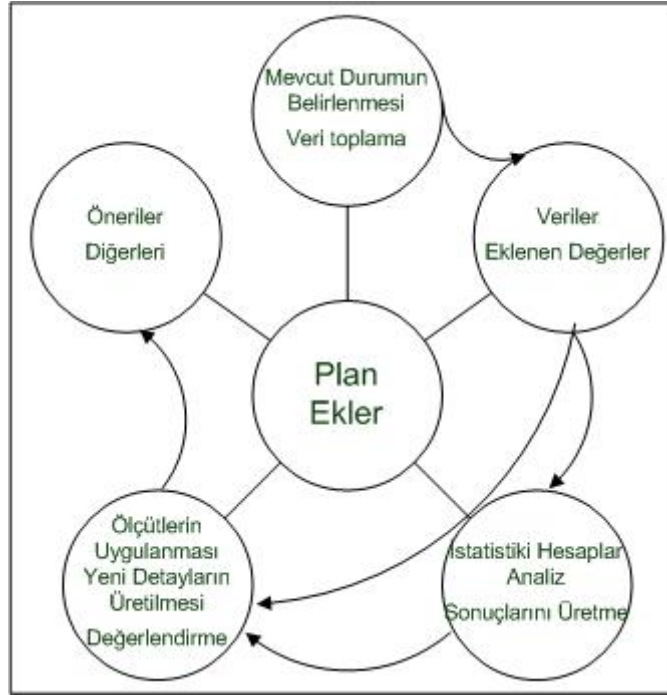 Mevcut Durumun
Belirlenmesi
Veri toplama
Veriler
Eklenen Değerler
Öneriler
Diğerleri
Plan
Ekler
Ölçütlerin
Uygulanması
Yeni Detayların
Üretilmesi
Değerlendirme
İstatistiki Hesaplar
Analiz
Sonuçlarını Üretme